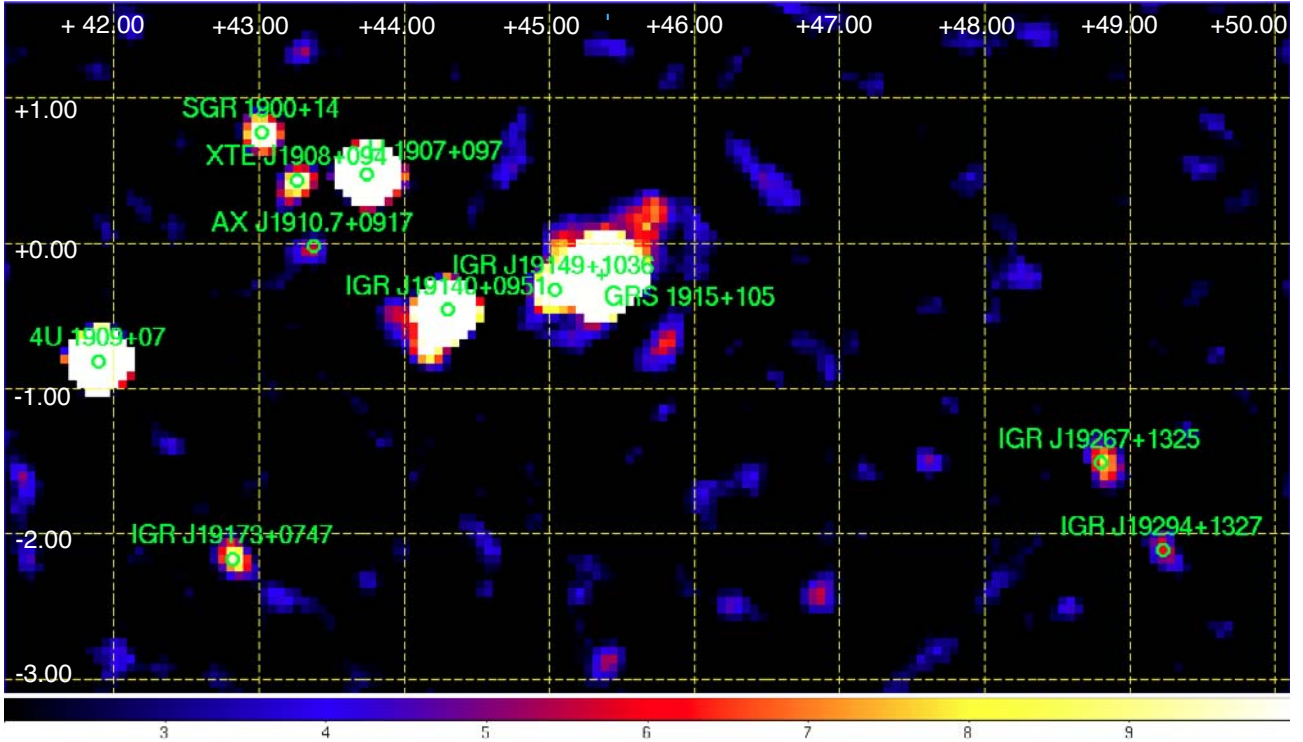 + 42.00 +43.00 +44.00 +45.00 +46.00 +47.00 +48.00 +49.00 +50.00
+1.00
SGR 1900+14
XTE J1908+094
1907+097
AX J1910.7+0917
+0.00
IGR J19149+1036
IGR J19140+0951
GRS 1915+105
4U 1909+07
-1.00
IGR J19267+1325
IGR J19294+1327
-2.00
IGR J19173+0747
-3.00
3 4 5 6 7 8 9